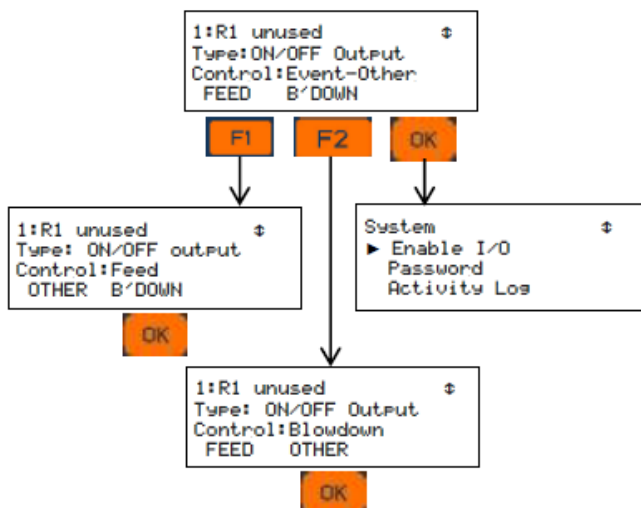 1:R1 unused ⇕
Type:ON/OFF Output
Control:Event-Other
FEED B'DOWN
F1 F2 OK
1:R1 unused ⇕
Type: ON/OFF output
Control:Feed
OTHER B'DOWN
OK
System ⇕
► Enable I/O
Password
Activity Log
1:R1 unused ⇕
Type: ON/OFF Output
Control:Blowdown
FEED OTHER
OK